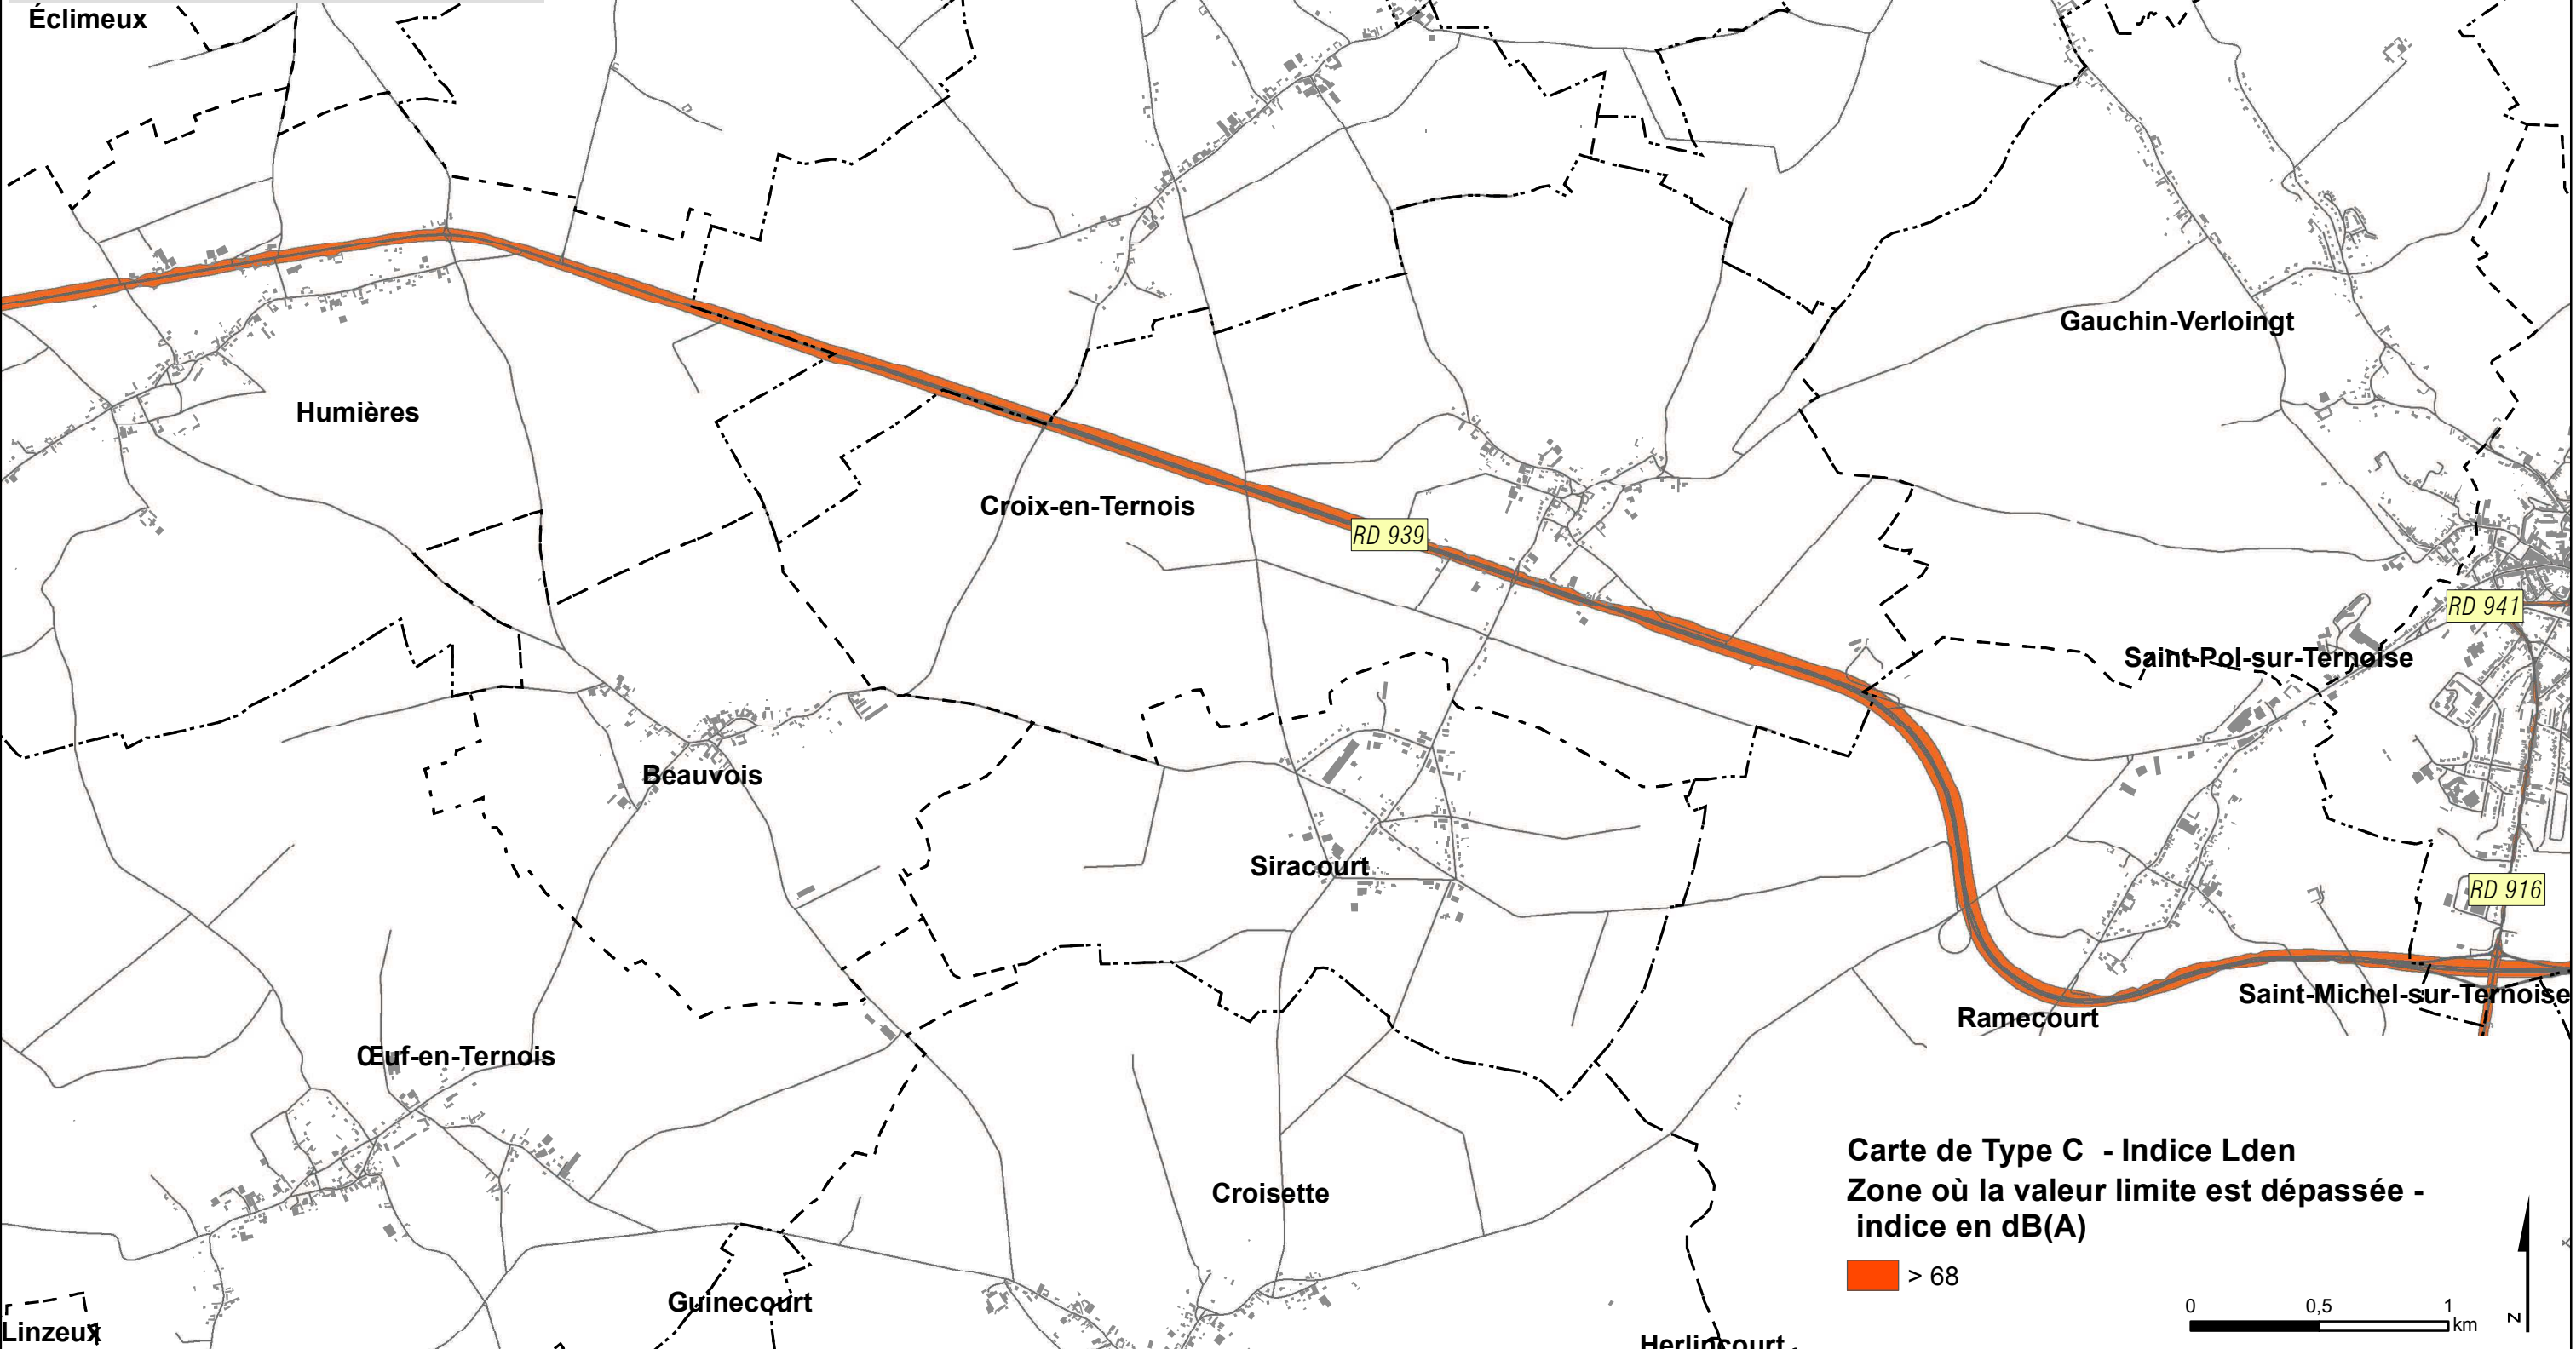 Éclimeux
Gauchin-Verloingt
Humières
Croix-en-Ternois
RD 939
RD 941
Saint-Pol-sur-Ternoise
Beauvois
Siracourt
RD 916
Saint-Michel-sur-Ternoise
Ramecourt
Œuf-en-Ternois
Carte de Type C - Indice Lden
Zone où la valeur limite est dépassée -
indice en dB(A)
> 68
Croisette
Guinecourt
Linzeux
Herlincourt
0 0,5 1
km
N